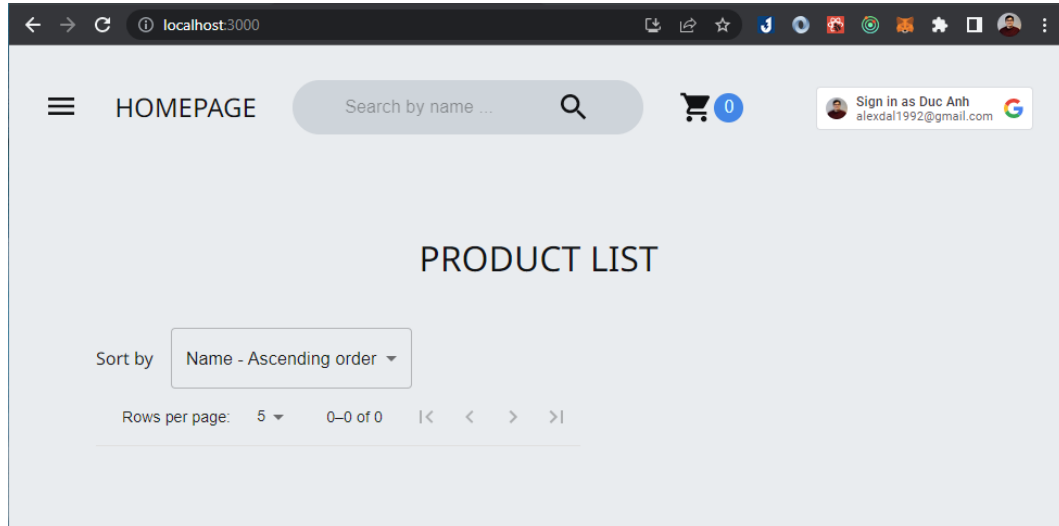 localhost:3000
HOMEPAGE
Search by name ...
0
Sign in as Duc Anh
alexdal1992@gmail.com
PRODUCT LIST
Sort by
Name - Ascending order
Rows per page: 5 0–0 of 0